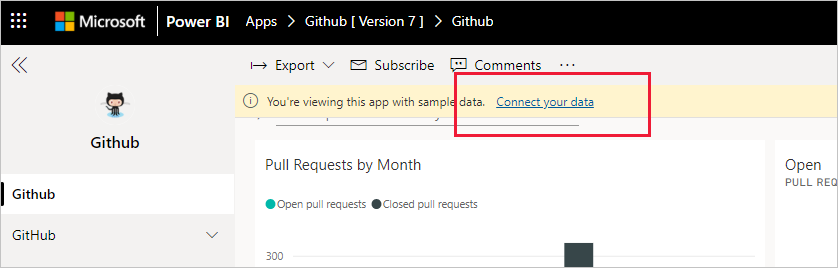 Microsoft Power BI Apps > Github [ Version 7 ] > Github
Export Subscribe Comments ...
You're viewing this app with sample data. Connect your data
Github
Github
GitHub
Pull Requests by Month
Open pull requests Closed pull requests
300
Open
PULL REQ